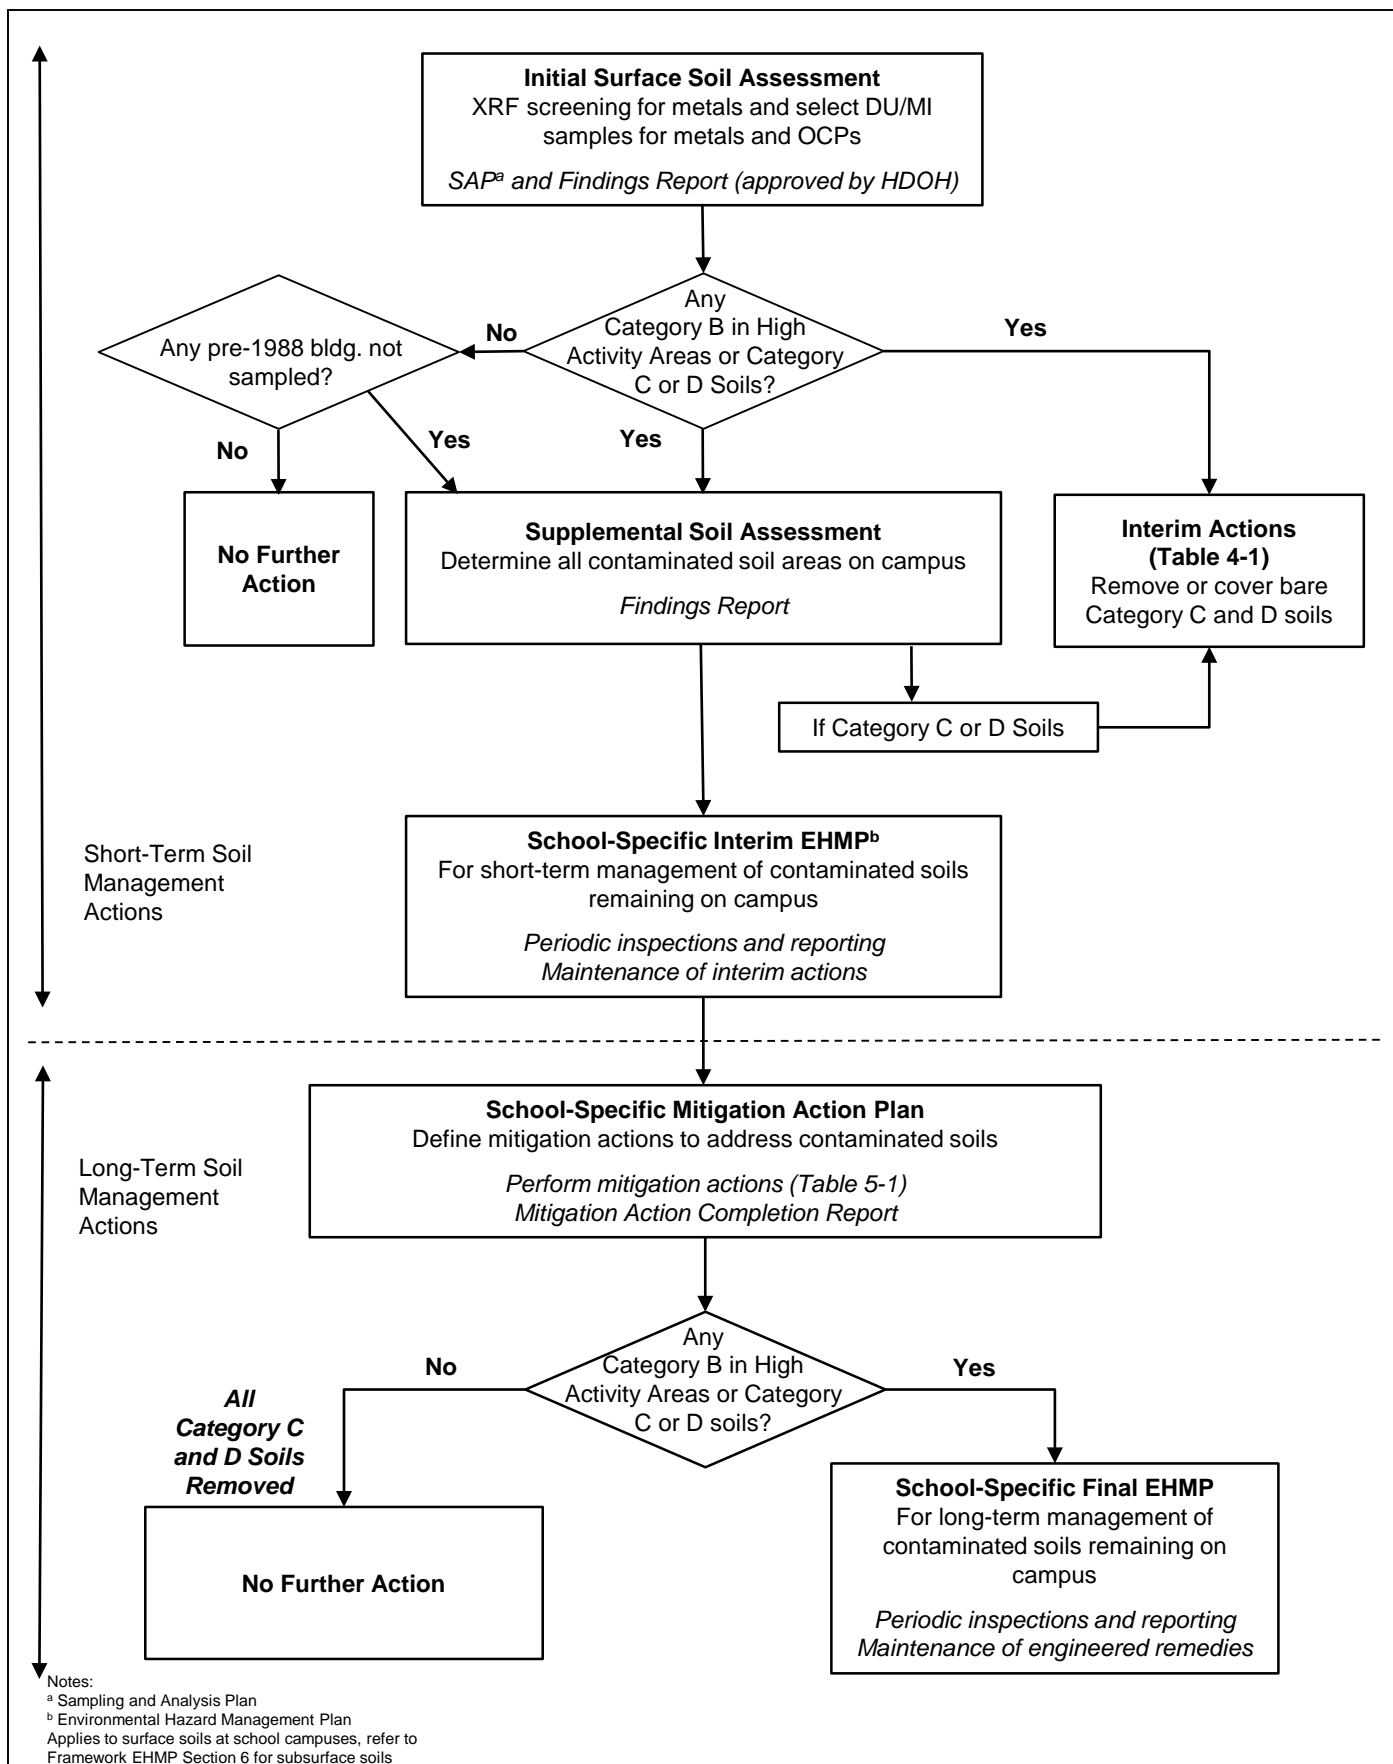 Initial Surface Soil Assessment
XRF screening for metals and select DU/MI
samples for metals and OCPs
SAPᵃ and Findings Report (approved by HDOH)
Any
Category B in High
Activity Areas or Category
C or D Soils?
No
Yes
Any pre-1988 bldg. not
sampled?
No
Yes
Yes
No Further
Action
Supplemental Soil Assessment
Determine all contaminated soil areas on campus
Findings Report
Interim Actions
(Table 4-1)
Remove or cover bare
Category C and D soils
If Category C or D Soils
School-Specific Interim EHMPᵇ
For short-term management of contaminated soils
remaining on campus
Periodic inspections and reporting
Maintenance of interim actions
Short-Term Soil
Management
Actions
School-Specific Mitigation Action Plan
Define mitigation actions to address contaminated soils
Perform mitigation actions (Table 5-1)
Mitigation Action Completion Report
Long-Term Soil
Management
Actions
Any
Category B in High
Activity Areas or Category
C or D soils?
No
Yes
All
Category C
and D Soils
Removed
No Further Action
School-Specific Final EHMP
For long-term management of
contaminated soils remaining on
campus
Periodic inspections and reporting
Maintenance of engineered remedies
Notes:
ᵃ Sampling and Analysis Plan
ᵇ Environmental Hazard Management Plan
Applies to surface soils at school campuses, refer to
Framework EHMP Section 6 for subsurface soils